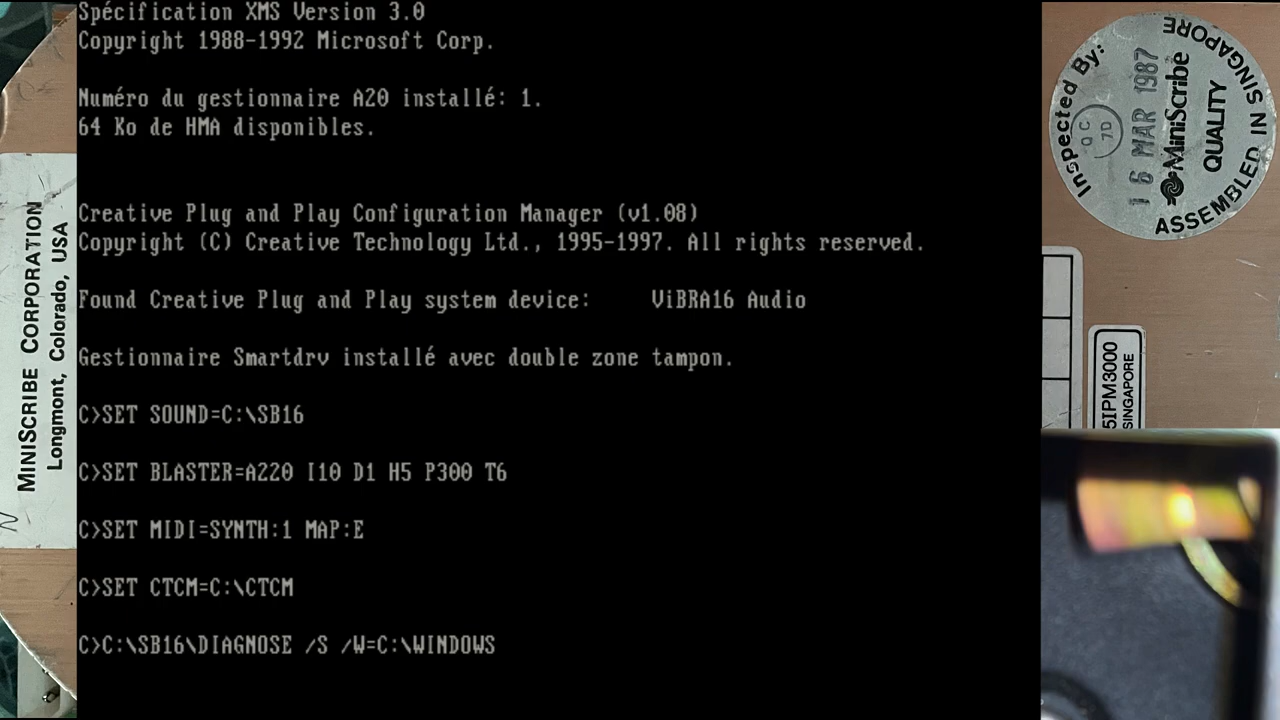 Spécification XMS Version 3.0
Copyright 1988-1992 Microsoft Corp.
Numéro du gestionnaire A20 installé: 1.
64 Ko de HMA disponibles.
Creative Plug and Play Configuration Manager (v1.08)
Copyright (C) Creative Technology Ltd., 1995-1997. All rights reserved.
Found Creative Plug and Play system device:     ViBRA16 Audio
Gestionnaire Smartdrv installé avec double zone tampon.
C>SET SOUND=C:\SB16
C>SET BLASTER=A220 I10 D1 H5 P300 T6
C>SET MIDI=SYNTH:1 MAP:E
C>SET CTCM=C:\CTCM
C>C:\SB16\DIAGNOSE /S /W=C:\WINDOWS
MINISCRIBE CORPORATION
Longmont, Colorado, USA
Inspected By:
QC
7D
16 MAR 1987
MiniScribe
QUALITY
ASSEMBLED IN SINGAPORE
5IPM3000
SINGAPORE